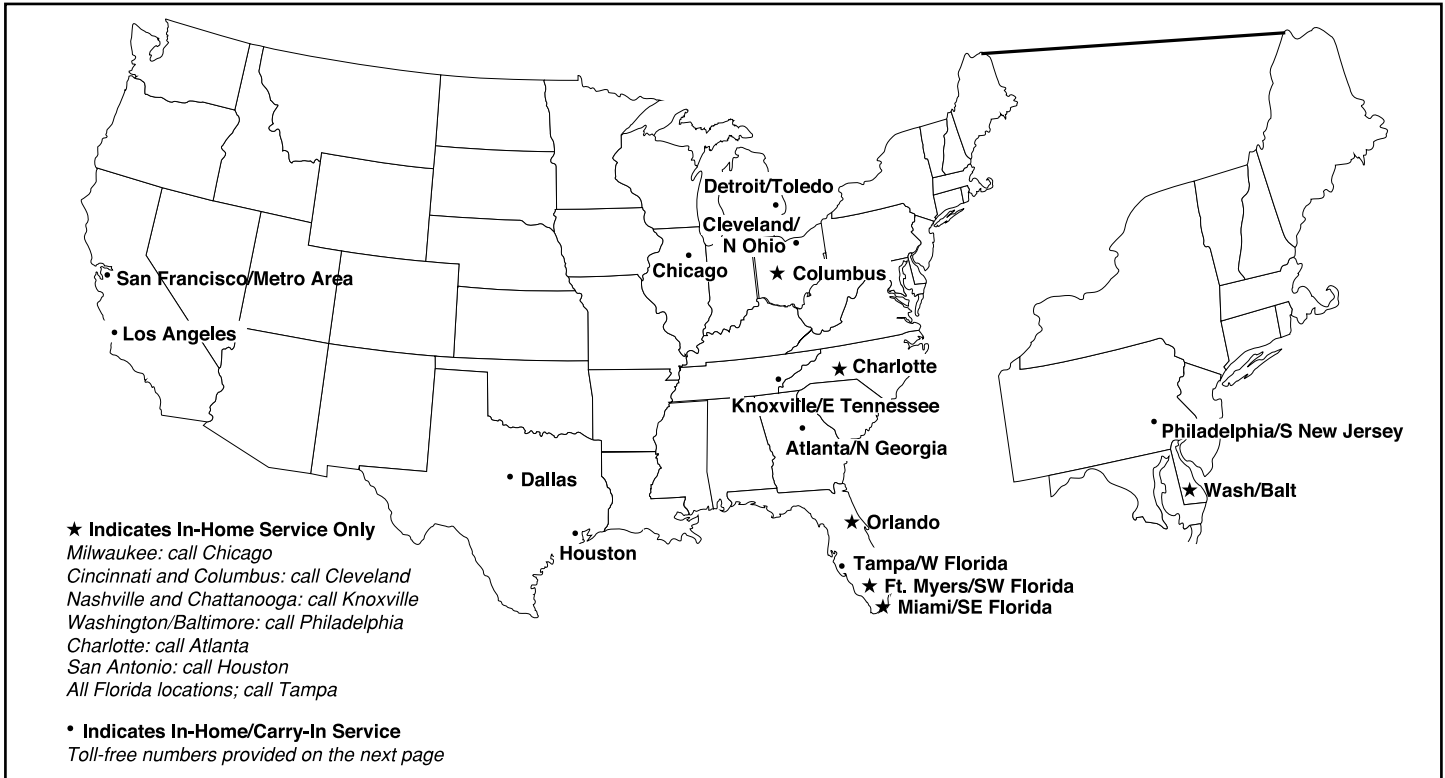 Detroit/Toledo
Cleveland/
N Ohio
Chicago
★ Columbus
San Francisco/Metro Area
Los Angeles
★ Charlotte
Knoxville/E Tennessee
Atlanta/N Georgia
Philadelphia/S New Jersey
Dallas
★ Wash/Balt
★ Orlando
Houston
Tampa/W Florida
★ Ft. Myers/SW Florida
★ Miami/SE Florida
★ Indicates In-Home Service Only
Milwaukee: call Chicago
Cincinnati and Columbus: call Cleveland
Nashville and Chattanooga: call Knoxville
Washington/Baltimore: call Philadelphia
Charlotte: call Atlanta
San Antonio: call Houston
All Florida locations; call Tampa
• Indicates In-Home/Carry-In Service
Toll-free numbers provided on the next page